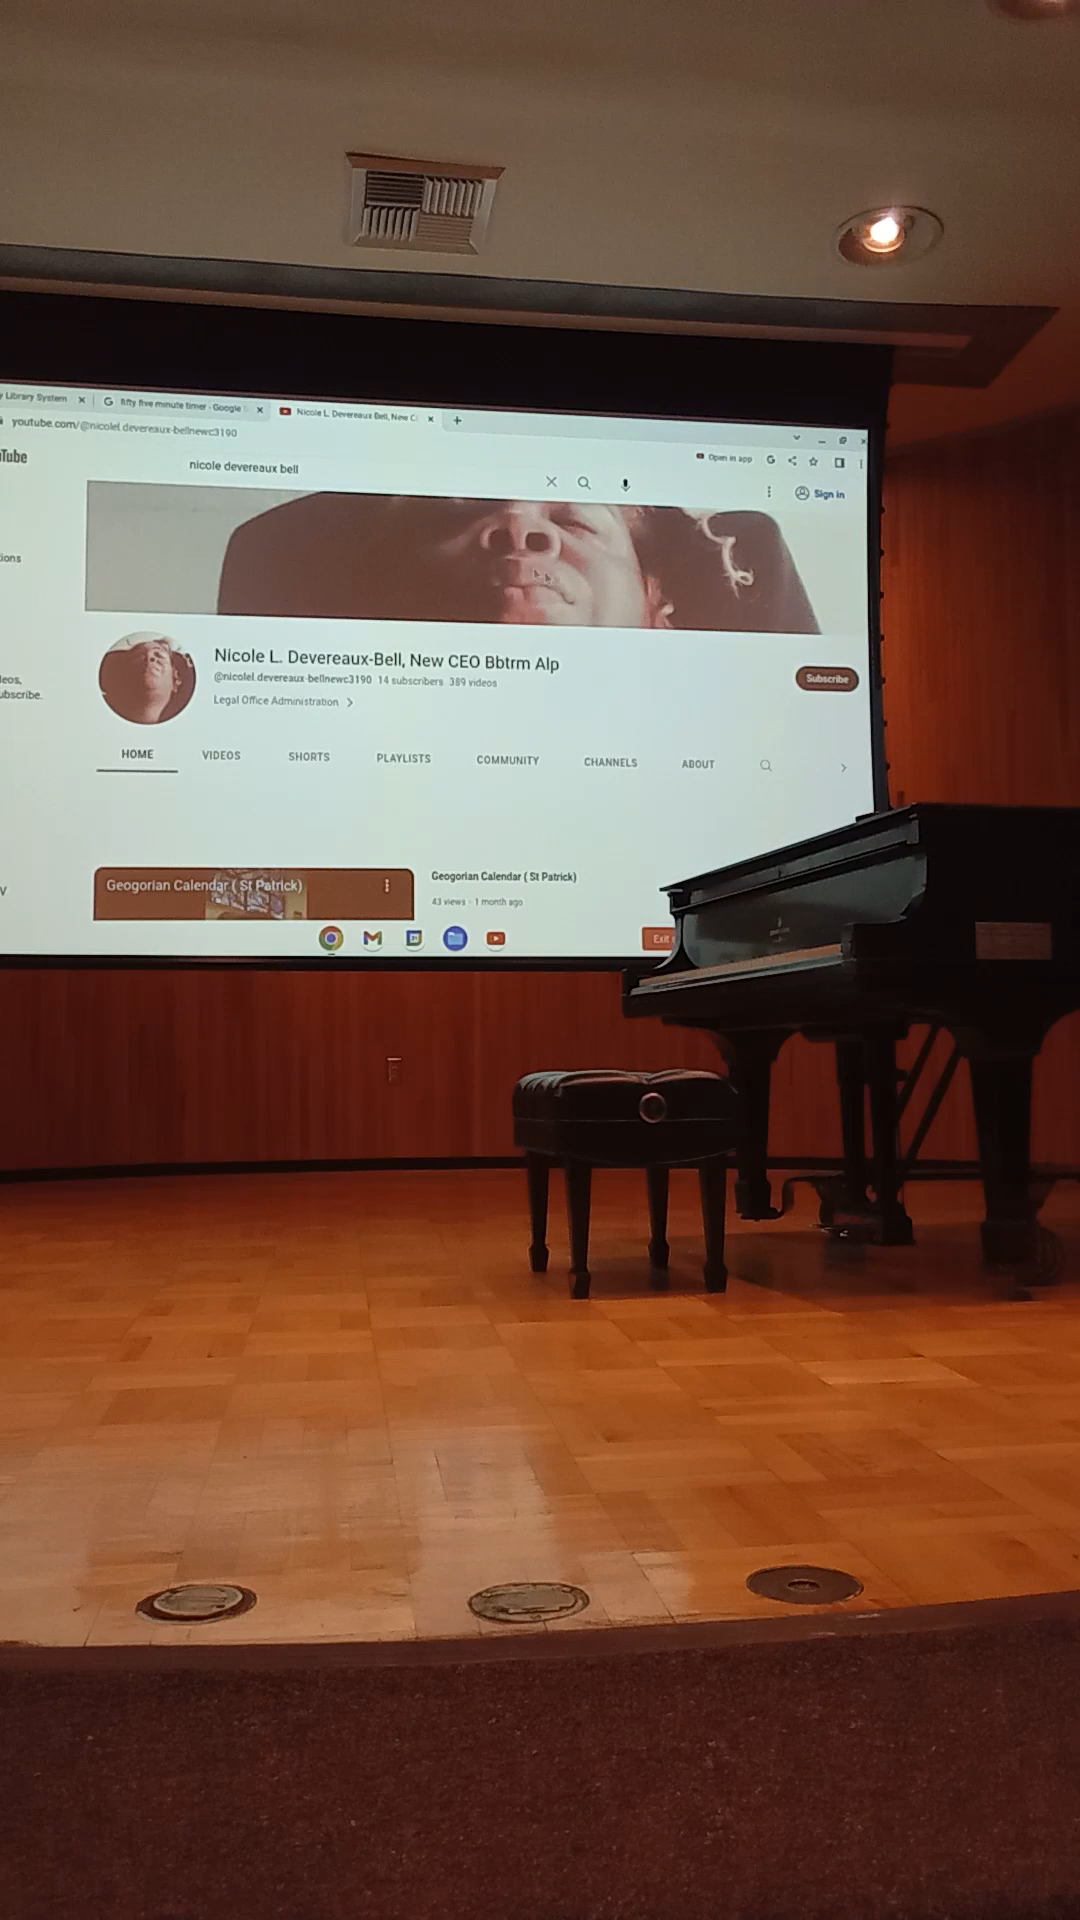 Library System
fifty five minute timer - Google
Nicole L. Devereaux-Bell, New C
youtube.com/@nicolel.devereaux-bellnewc3190
Open in app
Tube
nicole devereaux bell
Sign in
ions
Nicole L. Devereaux-Bell, New CEO Bbtrm Alp
@nicolel.devereaux-bellnewc3190 14 subscribers 389 videos
Subscribe
eos,
ubscribe.
Legal Office Administration
HOME VIDEOS SHORTS PLAYLISTS COMMUNITY CHANNELS ABOUT
Geogorian Calendar ( St Patrick)
Geogorian Calendar ( St Patrick)
43 views · 1 month ago
V
Exit